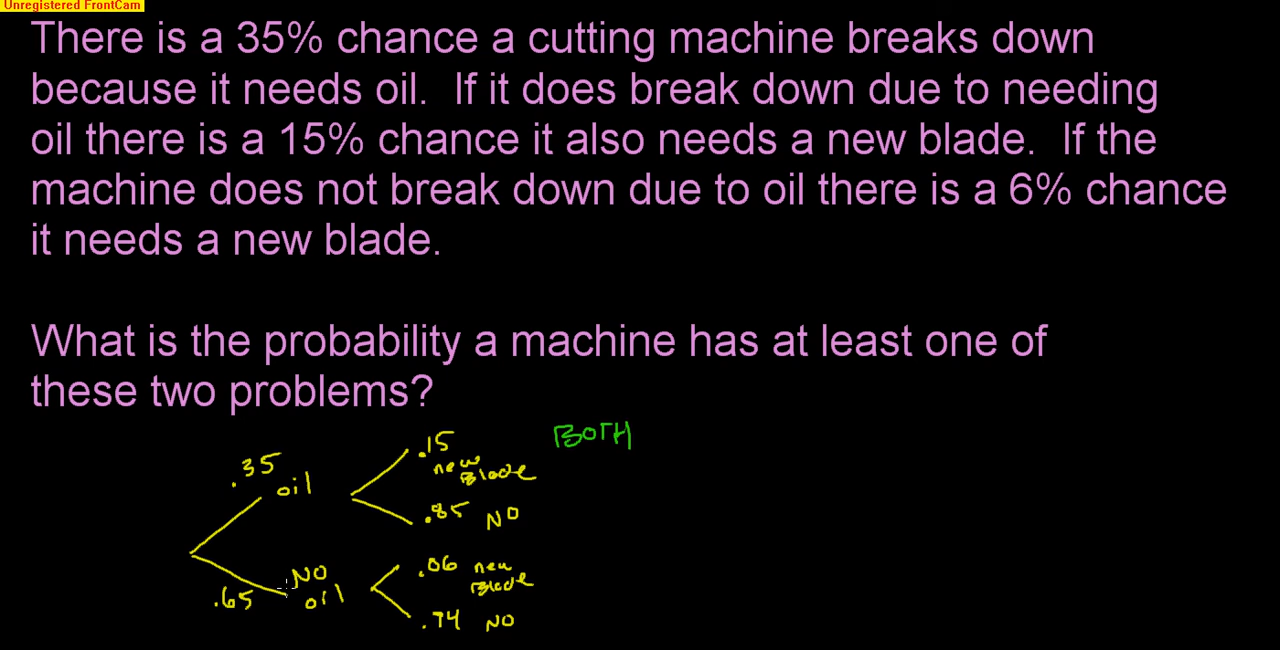 Unregistered FrontCam
There is a 35% chance a cutting machine breaks down
because it needs oil.  If it does break down due to needing
oil there is a 15% chance it also needs a new blade.  If the
machine does not break down due to oil there is a 6% chance
it needs a new blade.
What is the probability a machine has at least one of
these two problems?
.35
oil
.15
new
Blade
BOTH
.85 NO
NO
oil
.65
.06 new
Blade
.74 NO